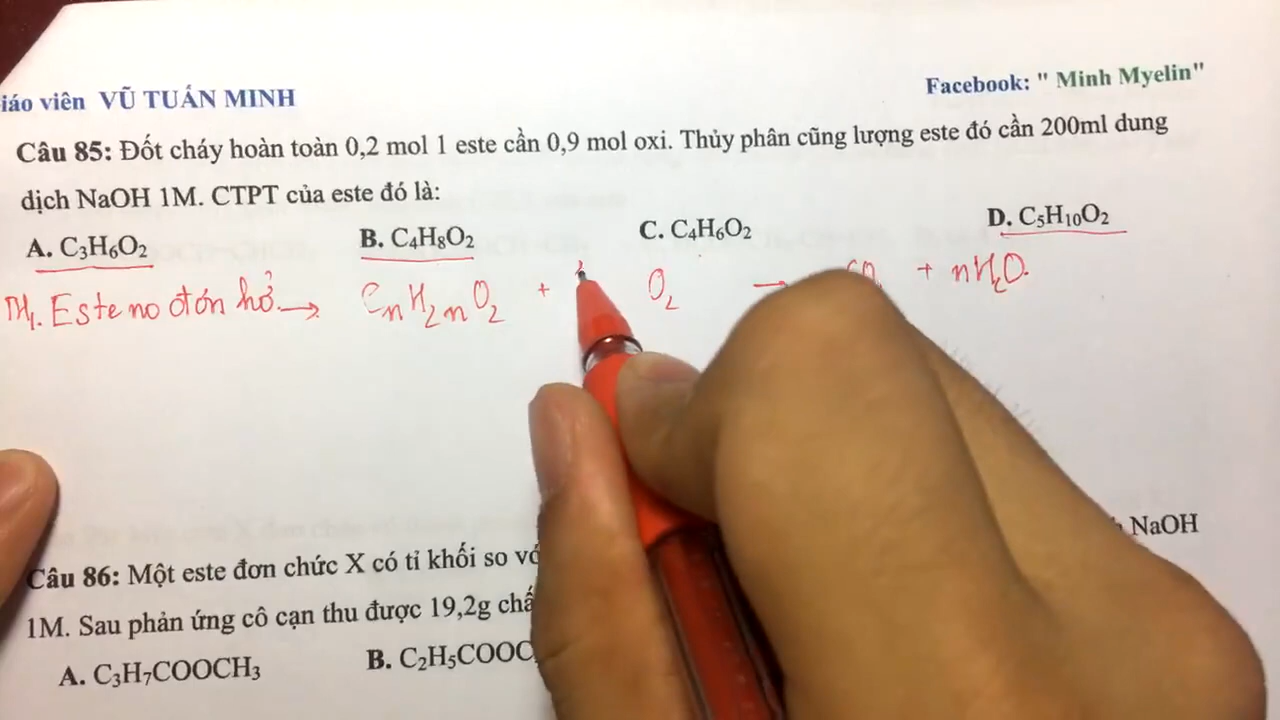 iáo viên VŨ TUẤN MINH Facebook: " Minh Myelin"
Câu 85: Đốt cháy hoàn toàn 0,2 mol 1 este cần 0,9 mol oxi. Thủy phân cũng lượng este đó cần 200ml dung
dịch NaOH 1M. CTPT của este đó là:
A. C₃H₆O₂ B. C₄H₈O₂ C. C₄H₆O₂ D. C₅H₁₀O₂
TH₁. Este no đơn hở → CnH₂nO₂ + O₂ → CO₂ + nH₂O
NaOH
Câu 86: Một este đơn chức X có tỉ khối so vớ
1M. Sau phản ứng cô cạn thu được 19,2g chấ
A. C₃H₇COOCH₃ B. C₂H₅COOC